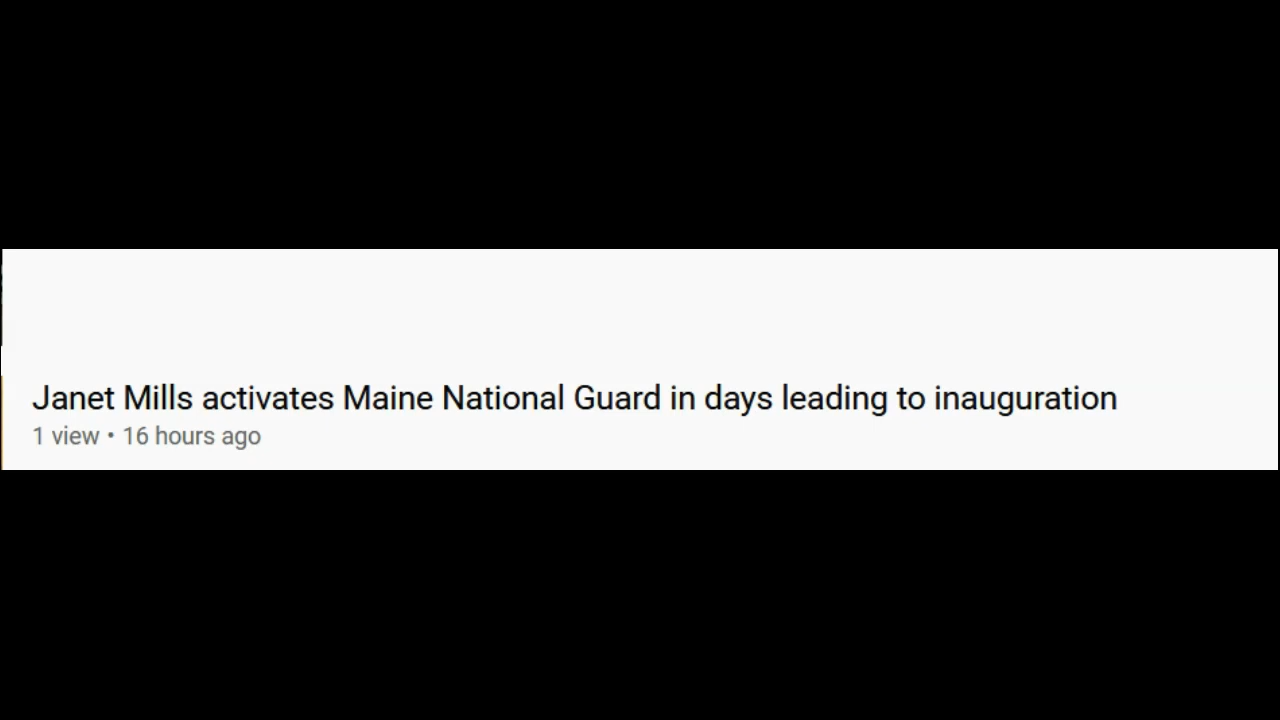 Janet Mills activates Maine National Guard in days leading to inauguration
1 view • 16 hours ago